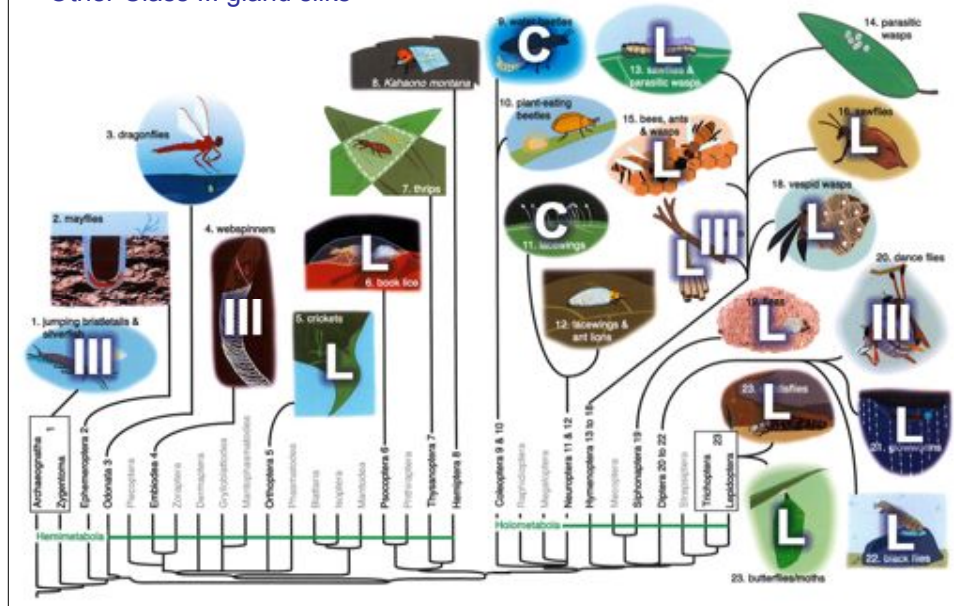 Other Class III gland silks
9. water beetles
C
L
13. sawflies &
parasitic wasps
14. parasitic
wasps
8. Kahaono montana
3. dragonflies
10. plant-eating
beetles
15. bees, ants
& wasps
L
16. sawflies
L
7. thrips
18. vespid wasps
L
2. mayflies
4. webspinners
III
C
11. lacewings
L
III
L
6. book lice
20. dance flies
III
1. jumping bristletails &
silverfish
III
5. crickets
L
12. lacewings &
ant lions
19. fleas
L
L
L
Archaeognatha
1
Zygentoma
Ephemeroptera 2
Odonata 3
Plecoptera
Embiodea 4
Zoraptera
Dermaptera
Grylloblattodea
Mantophasmatodea
Orthoptera 5
Phasmatodea
Blattaria
Isoptera
Mantodea
Psocoptera 6
Phthiraptera
Thysanoptera 7
Hemiptera 8
Coleoptera 9 & 10
Raphidioptera
Megaloptera
Neuroptera 11 & 12
Hymenoptera 13 to 18
Mecoptera
Siphonaptera 19
Diptera 20 to 22
Strepsiptera
Trichoptera
23
Lepidoptera
Hemimetabola
Holometabola
L
23. butterflies/moths
L
22. black flies